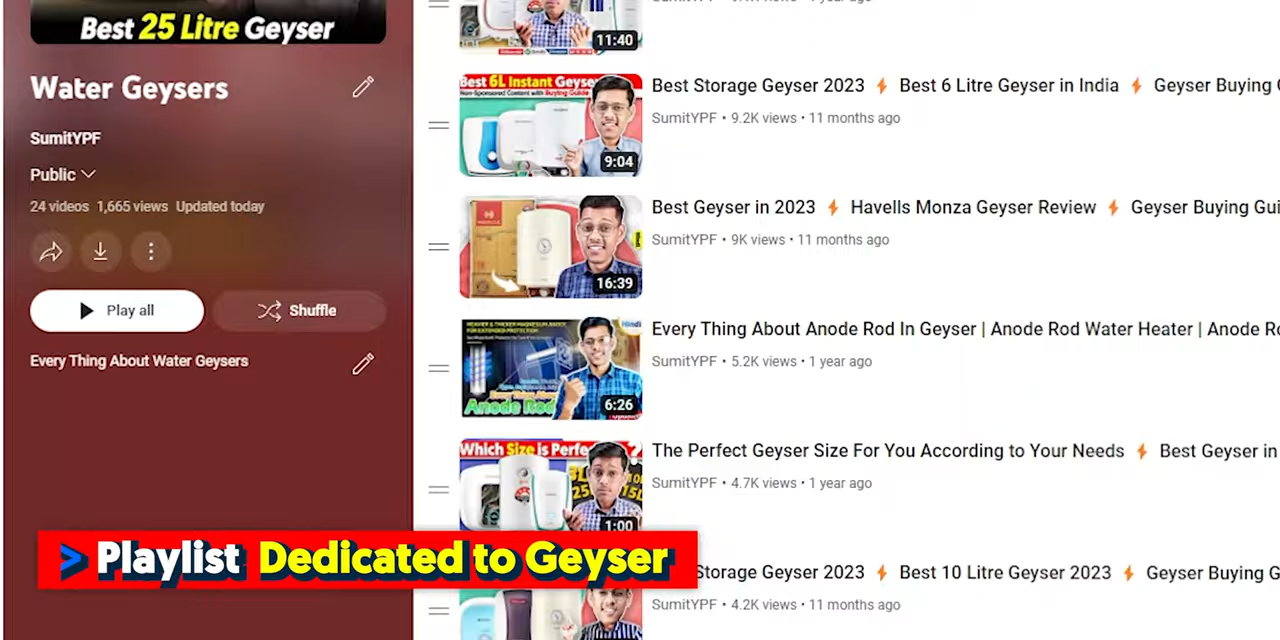 Best 25 Litre Geyser
Water Geysers
SumitYPF
Public
24 videos 1,665 views Updated today
Play all
Shuffle
Every Thing About Water Geysers
11:40
Best 6L Instant Geyser
Non-Sponsored Content with Buying Guide
9:04
Best Storage Geyser 2023 ⚡ Best 6 Litre Geyser in India ⚡ Geyser Buying
SumitYPF • 9.2K views • 11 months ago
16:39
Best Geyser in 2023 ⚡ Havells Monza Geyser Review ⚡ Geyser Buying Gui
SumitYPF • 9K views • 11 months ago
Hindi
Anode Rod
6:26
Every Thing About Anode Rod In Geyser | Anode Rod Water Heater | Anode Ro
SumitYPF • 5.2K views • 1 year ago
Which Size is Perfe
1:00
The Perfect Geyser Size For You According to Your Needs ⚡ Best Geyser in
SumitYPF • 4.7K views • 1 year ago
> Playlist Dedicated to Geyser
Storage Geyser 2023 ⚡ Best 10 Litre Geyser 2023 ⚡ Geyser Buying G
SumitYPF • 4.2K views • 11 months ago